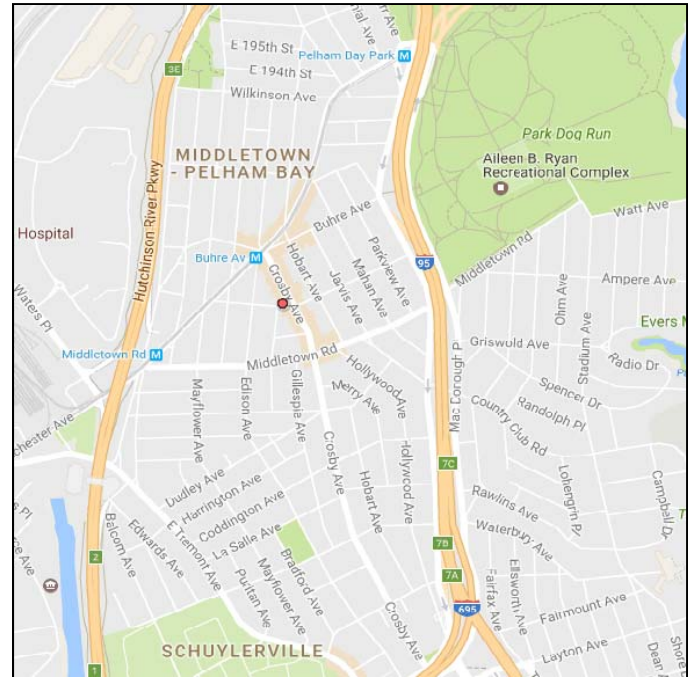 E 195th St
Pelham Bay Park M
3E
E 194th St
Wilkinson Ave
Park Dog Run
MIDDLETOWN
- PELHAM BAY
Aileen B. Ryan
Recreational Complex
Hutchinson River Pkwy
Buhre Ave
Watt Ave
Hospital
Parkview Ave
Hobart Ave
Mahan Ave
Buhre Av M
95
Middletown Rd
Crosby Ave
Jarvis Ave
Ampere Ave
Waters Pl
Ohm Ave
Stadium Ave
Evers
Middletown Rd M
Griswold Ave
Middletown Rd
Radio Dr
Hollywood Ave
Mayflower Ave
Edison Ave
Gillespie Ave
Merry Ave
Mac Dorough P
Spencer Dr
Randolph Pl
chester Ave
Country Club Rd
Crosby Ave
Hollywood Ave
7C
Dudley Ave
Harrington Ave
Hobart Ave
Lohengrin Pl
Campbell Dr
Coddington Ave
Rawlins Ave
Balcom Ave
Edwards Ave
E Tremont Ave
La Salle Ave
Waterbury Ave
7B
2
Bradford Ave
7A
Puritan Ave
Mayflower Ave
Fairfax Ave
Ellsworth Ave
695
Fairmount Ave
Crosby Ave
SCHUYLERVILLE
Layton Ave
Dean A
Shore
1